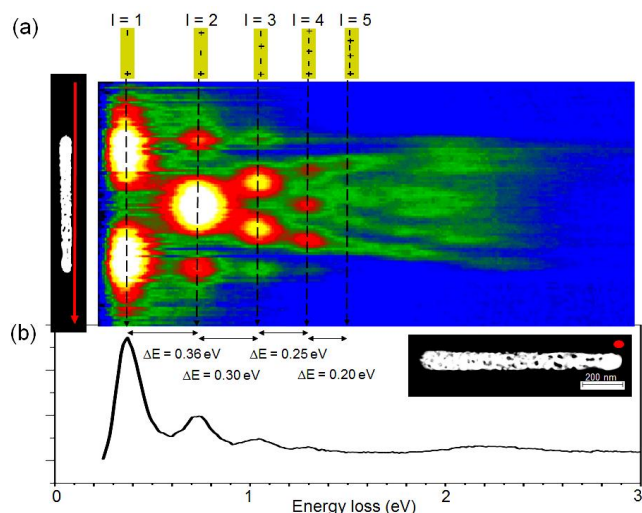 (a)
l = 1 l = 2 l = 3 l = 4 l = 5
(b)
ΔE = 0.36 eV
ΔE = 0.30 eV
ΔE = 0.25 eV
ΔE = 0.20 eV
200 nm
0 1 2 3
Energy loss (eV)